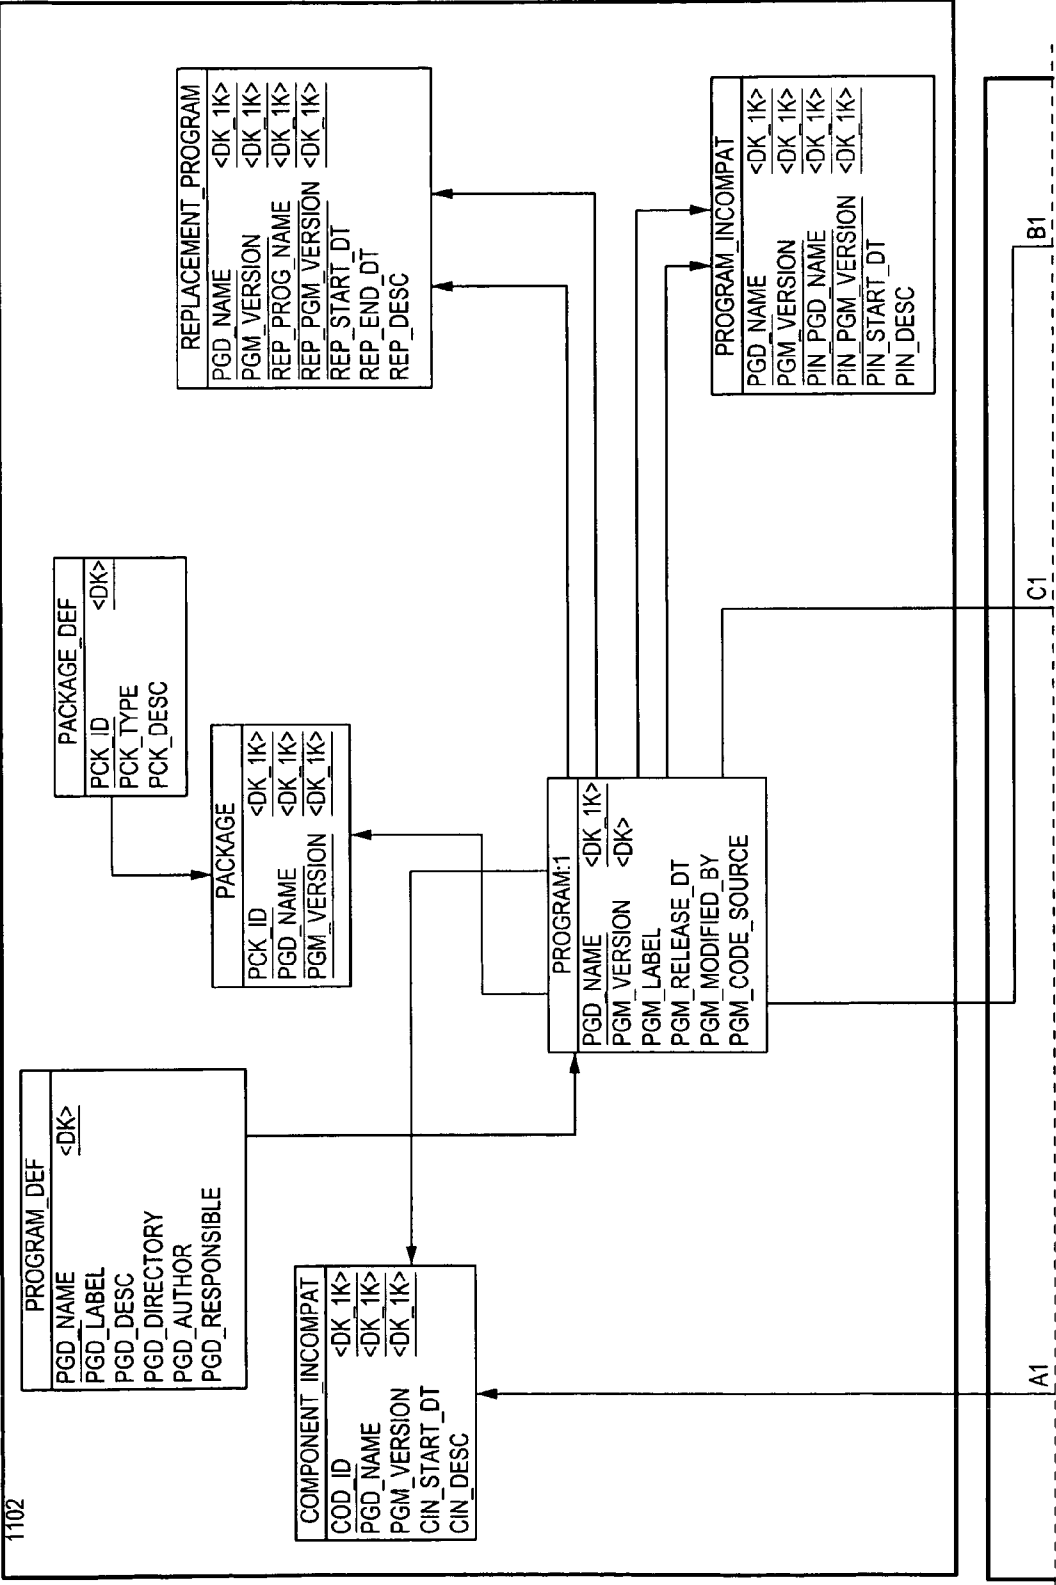 1102
PROGRAM_DEF
PGD_NAME <DK>
PGD_LABEL
PGD_DESC
PGD_DIRECTORY
PGD_AUTHOR
PGD_RESPONSIBLE
PACKAGE_DEF
PCK_ID <DK>
PCK_TYPE
PCK_DESC
REPLACEMENT_PROGRAM
PGD_NAME <DK_1K>
PGM_VERSION <DK_1K>
REP_PROG_NAME <DK_1K>
REP_PGM_VERSION <DK_1K>
REP_START_DT
REP_END_DT
REP_DESC
PACKAGE
PCK_ID <DK_1K>
PGD_NAME <DK_1K>
PGM_VERSION <DK_1K>
COMPONENT_INCOMPAT
COD_ID <DK_1K>
PGD_NAME <DK_1K>
PGM_VERSION <DK_1K>
CIN_START_DT
CIN_DESC
PROGRAM:1
PGD_NAME <DK_1K>
PGM_VERSION <DK>
PGM_LABEL
PGM_RELEASE_DT
PGM_MODIFIED_BY
PGM_CODE_SOURCE
PROGRAM_INCOMPAT
PGD_NAME <DK_1K>
PGM_VERSION <DK_1K>
PIN_PGD_NAME <DK_1K>
PIN_PGM_VERSION <DK_1K>
PIN_START_DT
PIN_DESC
A1
C1
B1